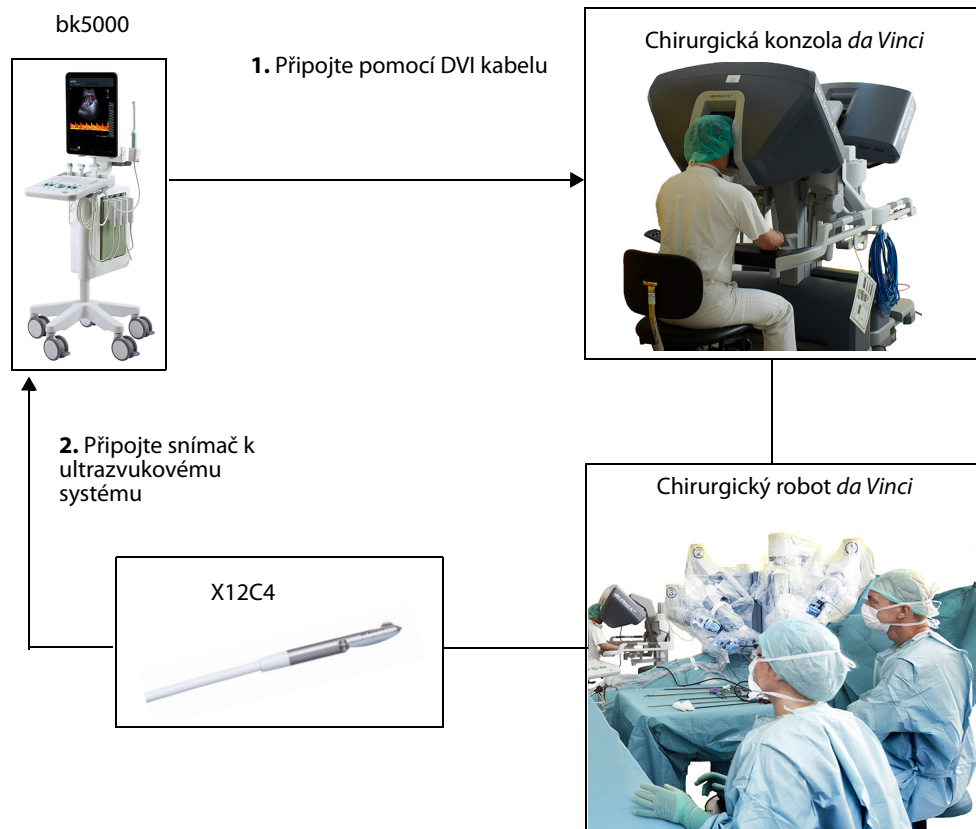 bk5000
1. Připojte pomocí DVI kabelu
Chirurgická konzola da Vinci
2. Připojte snímač k
ultrazvukovému
systému
Chirurgický robot da Vinci
X12C4